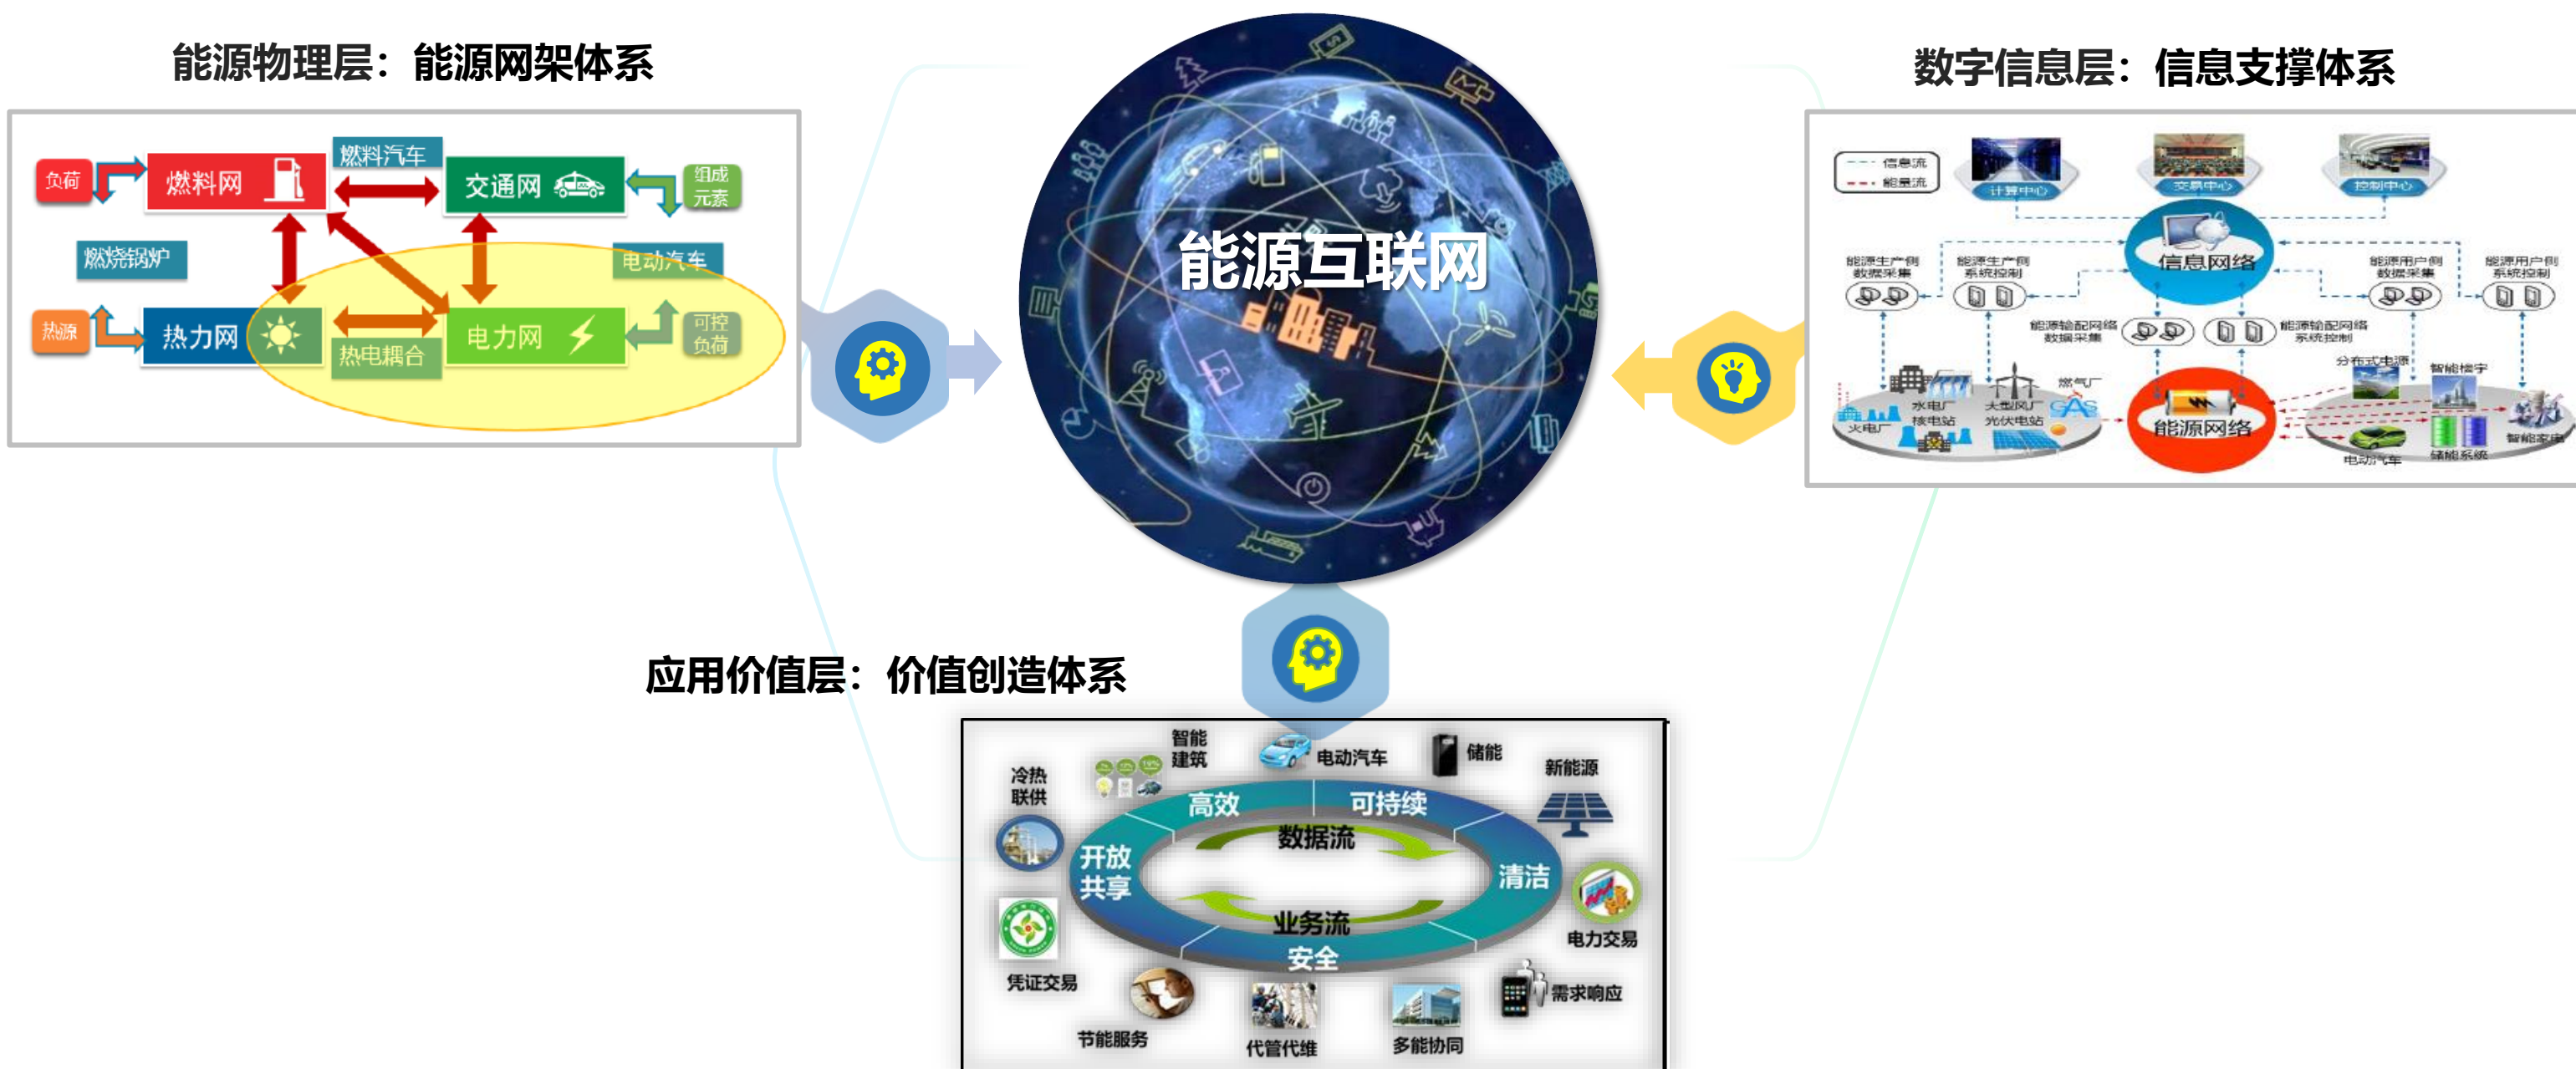 能源物理层：能源网架体系
负荷
燃料网
燃料汽车
交通网
组成
元素
燃烧锅炉
电动汽车
热源
热力网
热电耦合
电力网
可控
负荷
能源互联网
数字信息层：信息支撑体系
信息流
能量流
计算中心
交易中心
控制中心
信息网络
能源生产侧
数据采集
能源生产侧
系统控制
能源用户侧
数据采集
能源用户侧
系统控制
能源输配网络
数据采集
能源输配网络
系统控制
分布式电源
智能楼宇
燃气厂
GAS
水电厂
大型风厂
火电厂
核电站
光伏电站
能源网络
电动汽车
储能系统
智能家电
应用价值层：价值创造体系
智能
建筑
电动汽车
储能
新能源
冷热
联供
高效
可持续
数据流
开放
共享
清洁
业务流
安全
电力交易
凭证交易
需求响应
节能服务
代管代维
多能协同